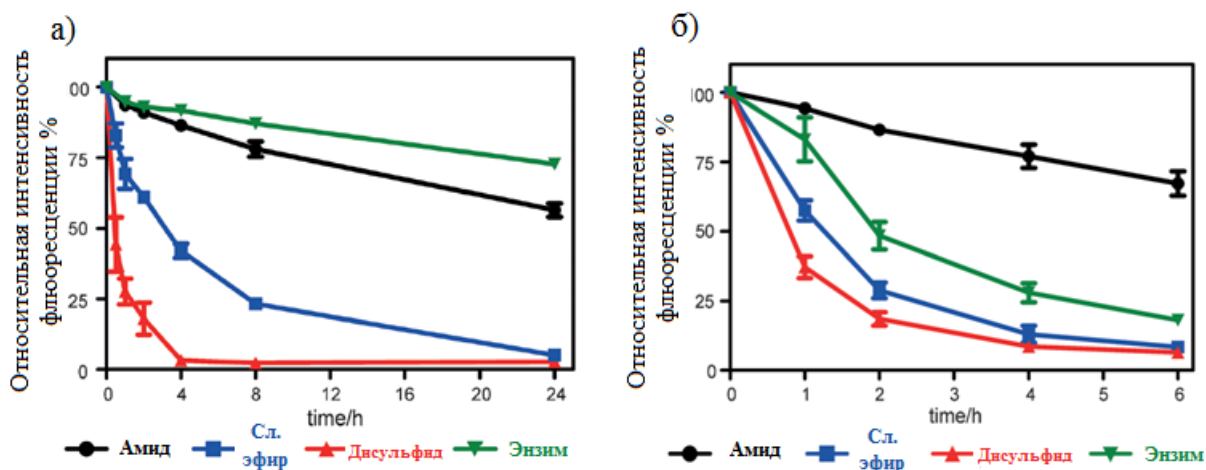 а)
Относительная интенсивность
флюоресценции %
00
75
50
25
0
0 4 8 12 16 20 24
time/h
Амид Сл. эфир Дисульфид Энзим
б)
Относительная интенсивность
флюоресценции %
100
75
50
25
0
0 1 2 3 4 5 6
time/h
Амид Сл. эфир Дисульфид Энзим